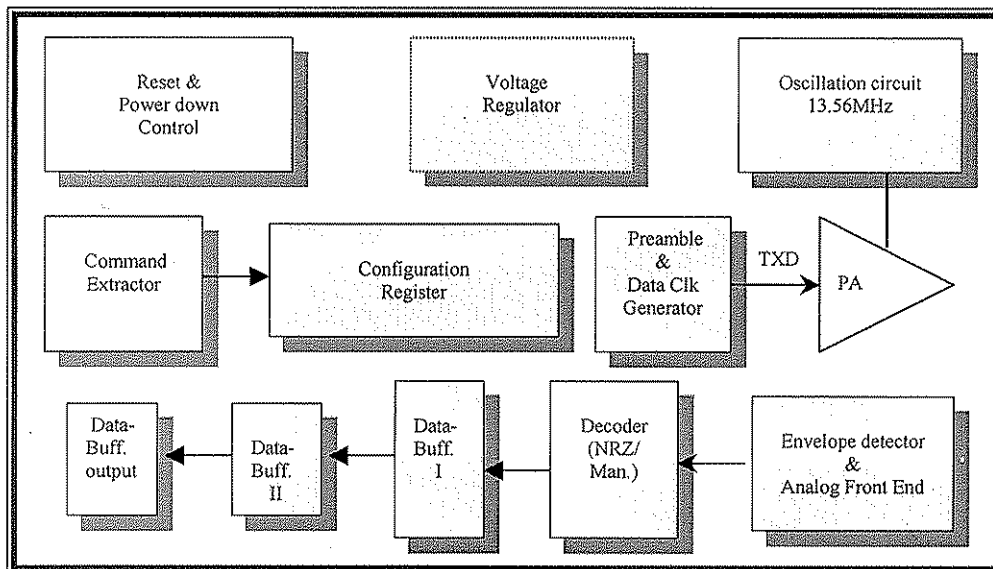 Reset &
Power down
Control
Voltage
Regulator
Oscillation circuit
13.56MHz
Command
Extractor
Configuration
Register
Preamble
&
Data Clk
Generator
TXD
PA
Data-
Buff.
output
Data-
Buff.
II
Data-
Buff.
I
Decoder
(NRZ/
Man.)
Envelope detector
&
Analog Front End